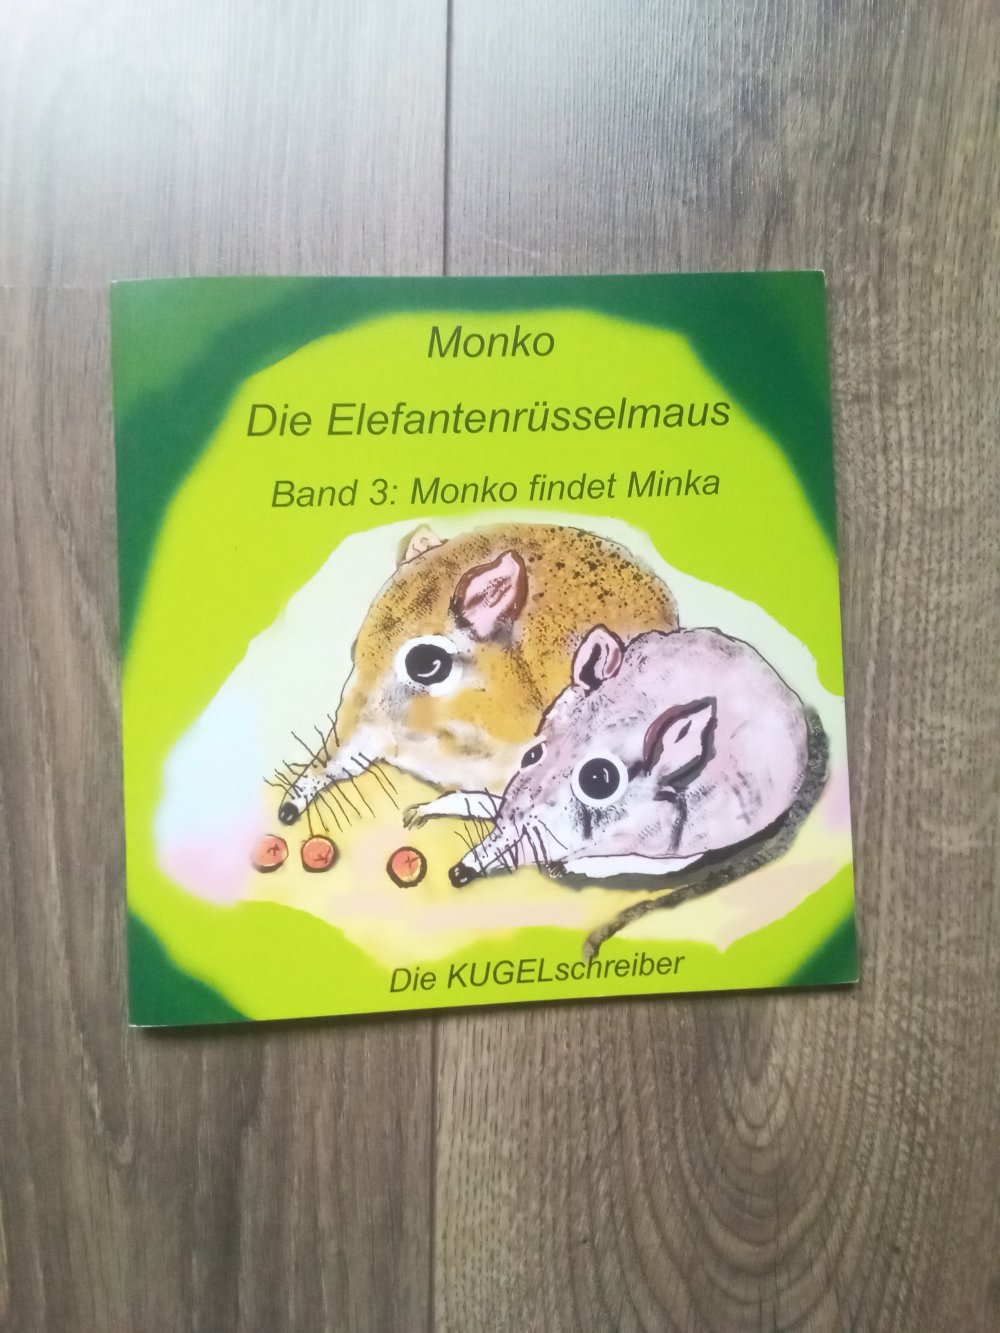 Monko
Die Elefantenrüsselmaus
Band 3: Monko findet Minka
Die KUGELschreiber